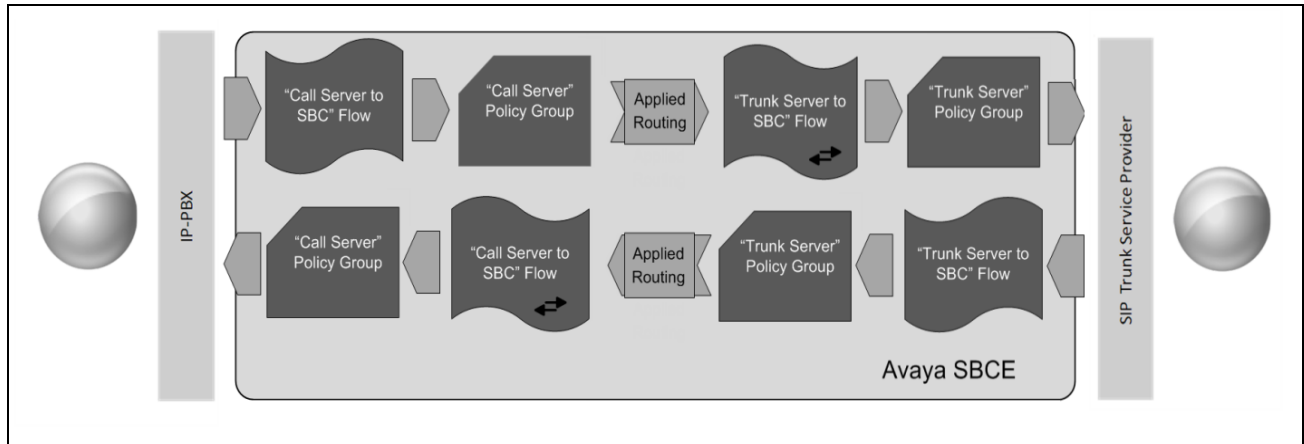 IP-PBX
“Call Server to
SBC” Flow
“Call Server”
Policy Group
Applied
Routing
“Trunk Server to
SBC” Flow
“Trunk Server”
Policy Group
SIP Trunk Service Provider
“Call Server”
Policy Group
“Call Server to
SBC” Flow
Applied
Routing
“Trunk Server”
Policy Group
“Trunk Server to
SBC” Flow
Avaya SBCE